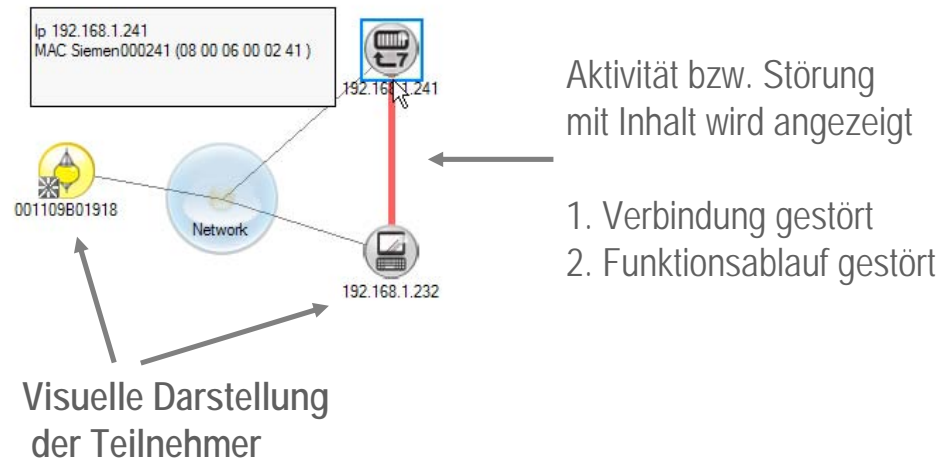 Ip 192.168.1.241
MAC Siemen000241 (08 00 06 00 02 41 )
7
192.168.1.241
001109B01918
Network
192.168.1.232
Aktivität bzw. Störung
mit Inhalt wird angezeigt
1. Verbindung gestört
2. Funktionsablauf gestört
Visuelle Darstellung
der Teilnehmer